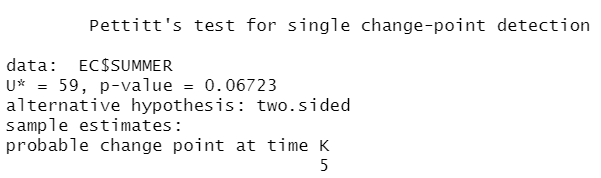 Pettitt's test for single change-point detection
data:  EC$SUMMER
U* = 59, p-value = 0.06723
alternative hypothesis: two.sided
sample estimates:
probable change point at time K
5